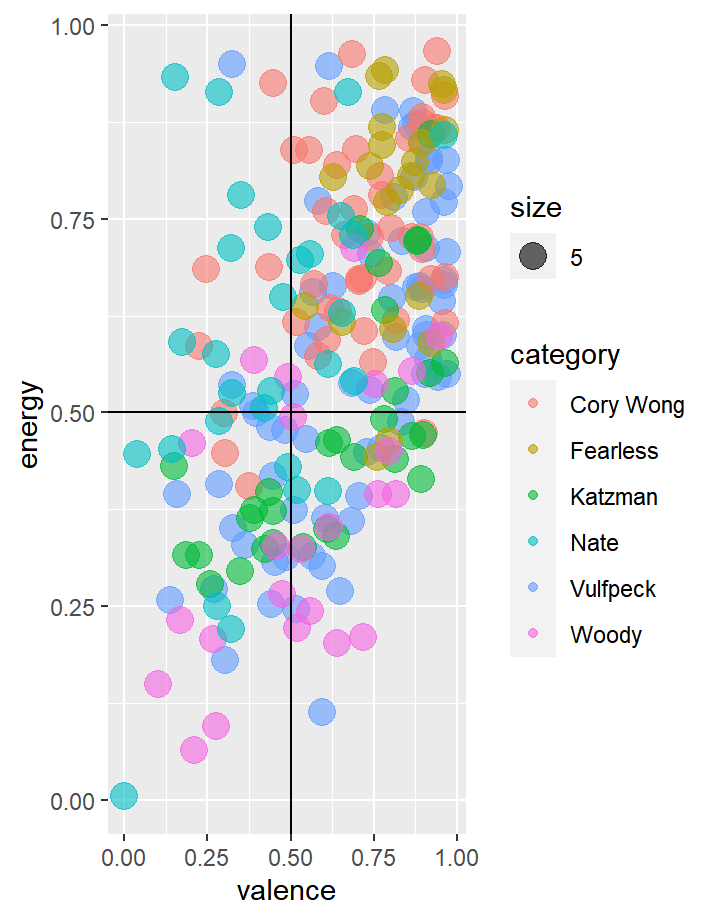 1.00
0.75
0.50
0.25
0.00
energy
0.00 0.25 0.50 0.75 1.00
valence
size
5
category
Cory Wong
Fearless
Katzman
Nate
Vulfpeck
Woody